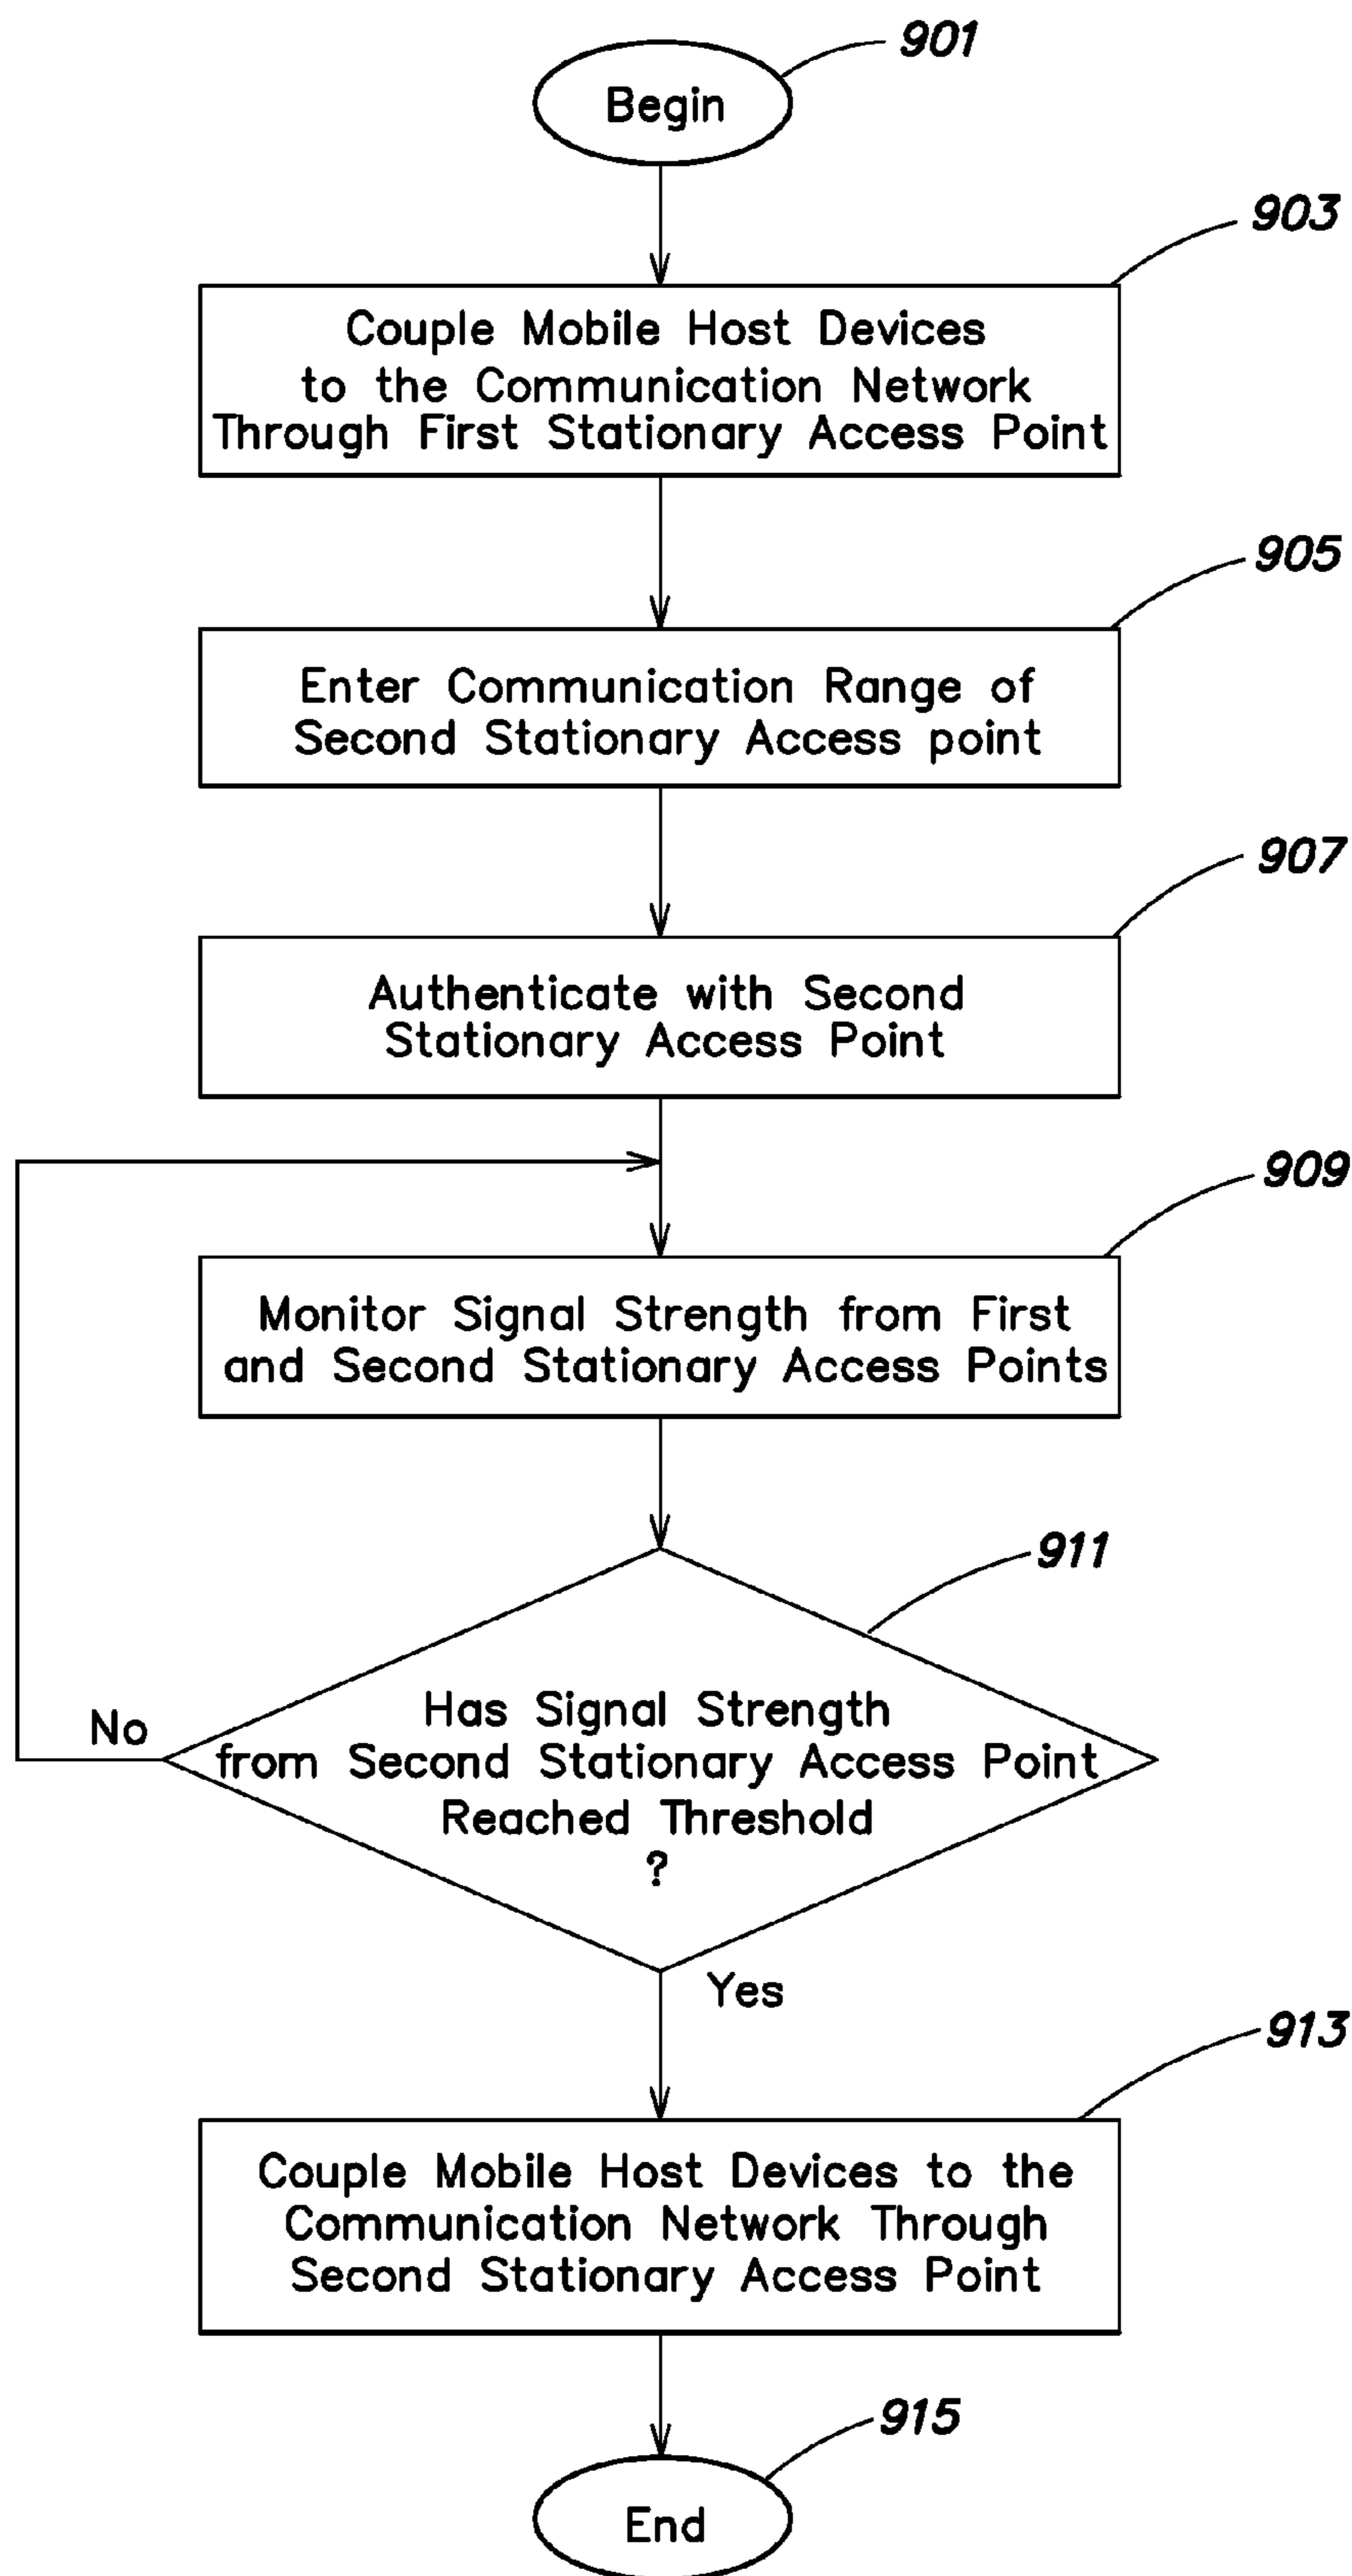 901
Begin
903
Couple Mobile Host Devices
to the Communication Network
Through First Stationary Access Point
905
Enter Communication Range of
Second Stationary Access point
907
Authenticate with Second
Stationary Access Point
909
Monitor Signal Strength from First
and Second Stationary Access Points
911
Has Signal Strength
from Second Stationary Access Point
Reached Threshold
?
No
Yes
913
Couple Mobile Host Devices to the
Communication Network Through
Second Stationary Access Point
915
End